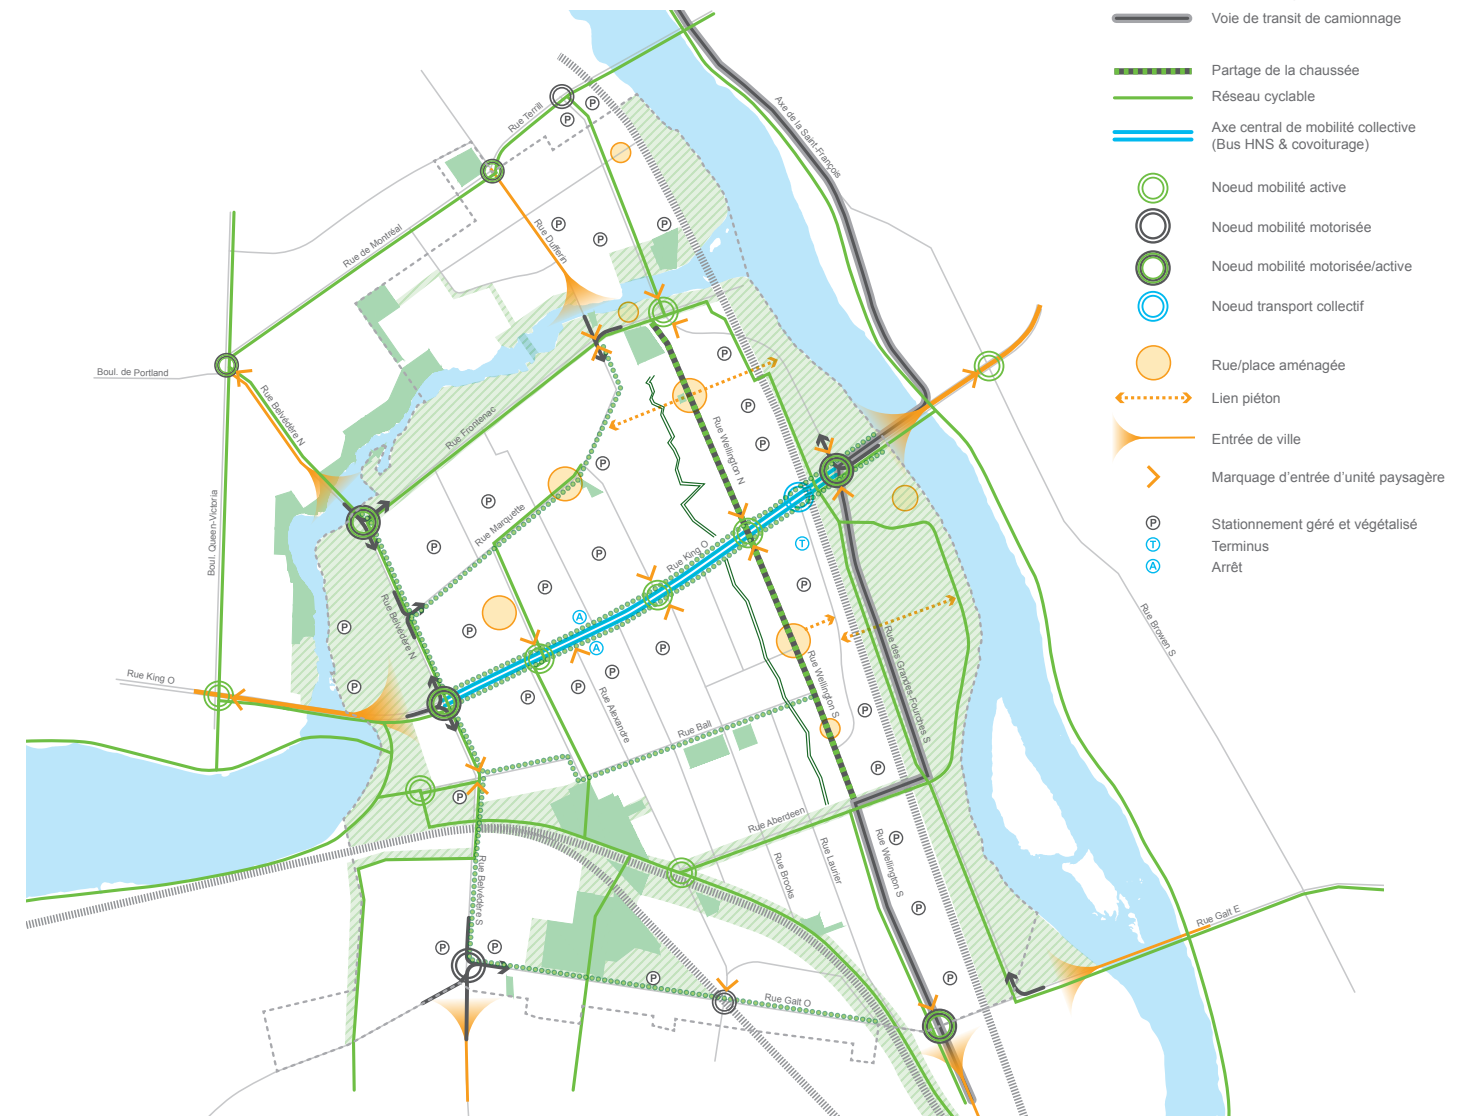 Voie de transit de camionnage
Partage de la chaussée
Réseau cyclable
Axe central de mobilité collective
(Bus HNS & covoiturage)
Noeud mobilité active
Noeud mobilité motorisée
Noeud mobilité motorisée/active
Noeud transport collectif
Rue/place aménagée
Lien piéton
Entrée de ville
Marquage d'entrée d'unité paysagère
P Stationnement géré et végétalisé
T Terminus
A Arrêt
Rue Terrill
Axe de la Saint-François
P
P
Rue de Montréal
Rue Dufferin
P
P
P
Boul. de Portland
Rue Belvédère N
Rue Frontenac
P
P
P
Rue Wellington N
P
P
Boul. Queen-Victoria
Rue Marquette
P
P
Rue King O
T
P
P
Rue Belvédère N
P
P
A
A
P
P
Rue des Grandes-Fourches S
Rue Browen S
Rue King O
P
P
P
P
Rue Alexandre
Rue Wellington S
P
Rue Ball
P
P
Rue Aberdeen
Rue Belvédère S
Rue Brooks
Rue Laurier
Rue Wellington S
P
P
Rue Galt E
P
P
P
P
Rue Galt O